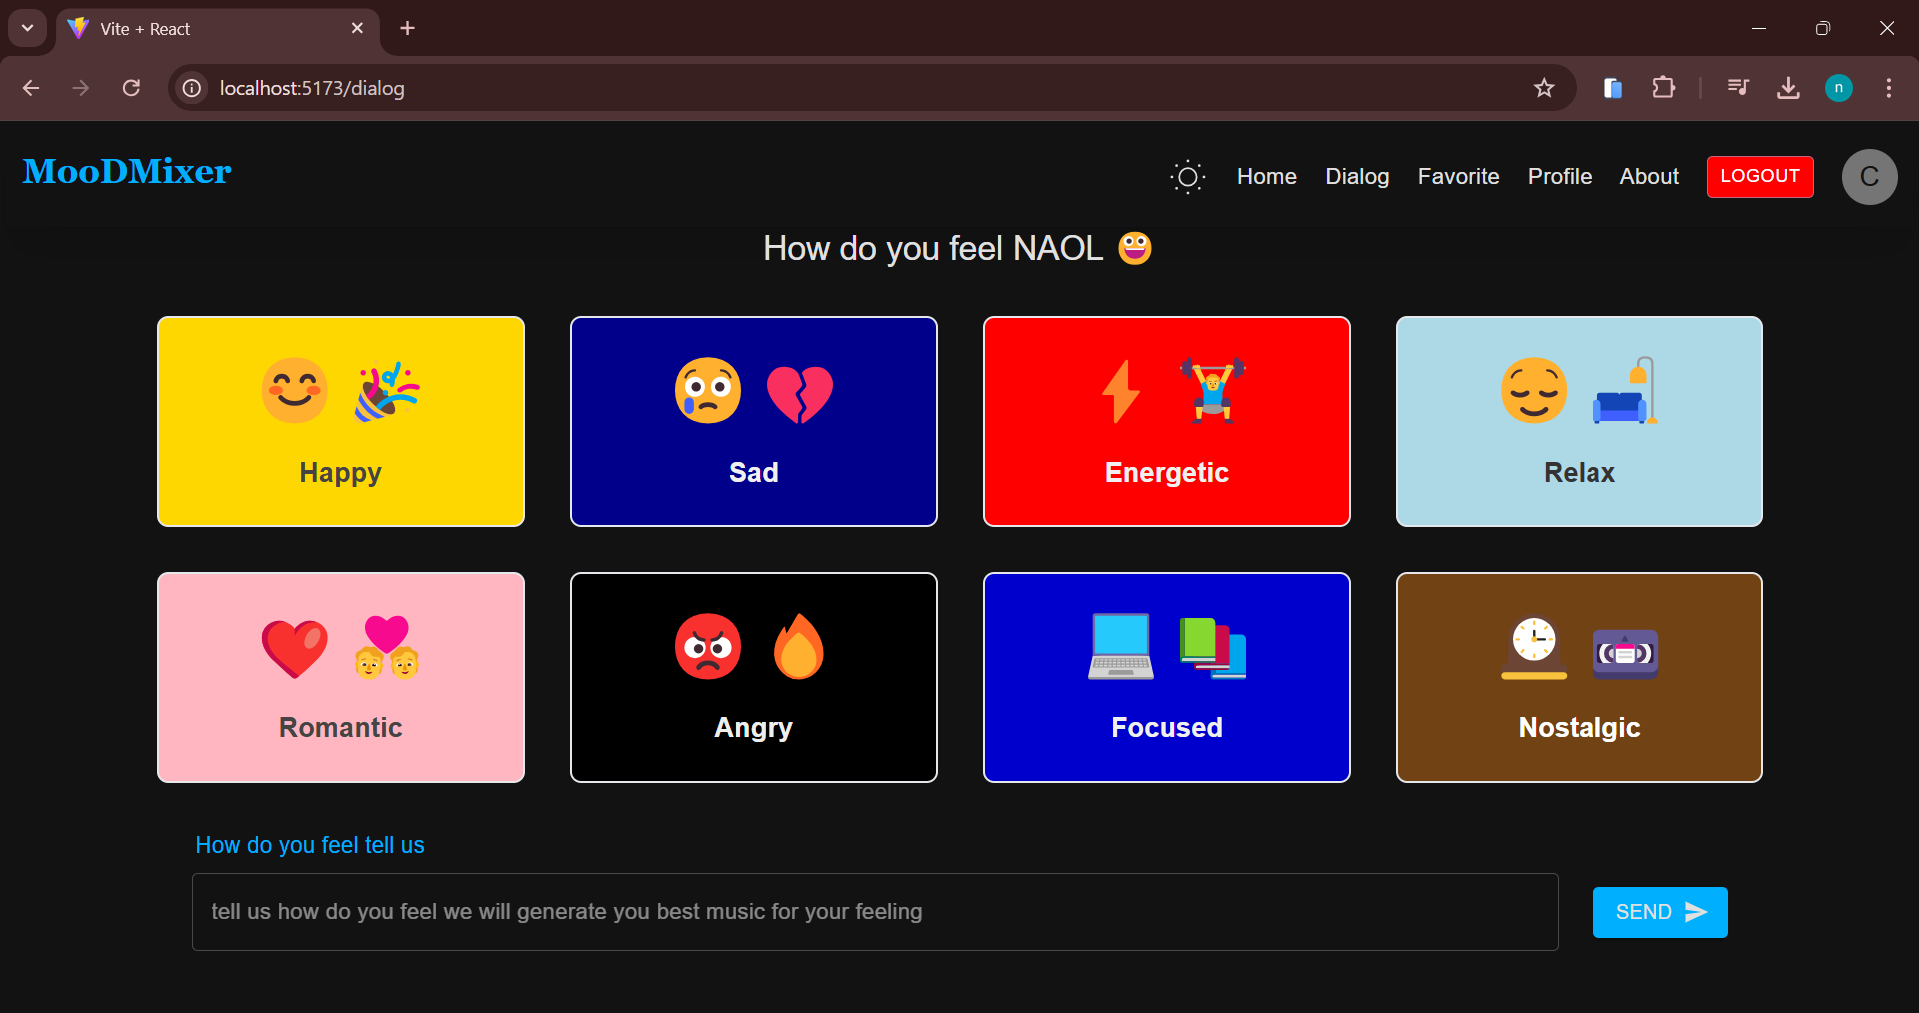 Vite + React
localhost:5173/dialog
n
MooDMixer
Home Dialog Favorite Profile About LOGOUT C
How do you feel NAOL 😀
Happy
Sad
Energetic
Relax
Romantic
Angry
Focused
Nostalgic
How do you feel tell us
tell us how do you feel we will generate you best music for your feeling
SEND